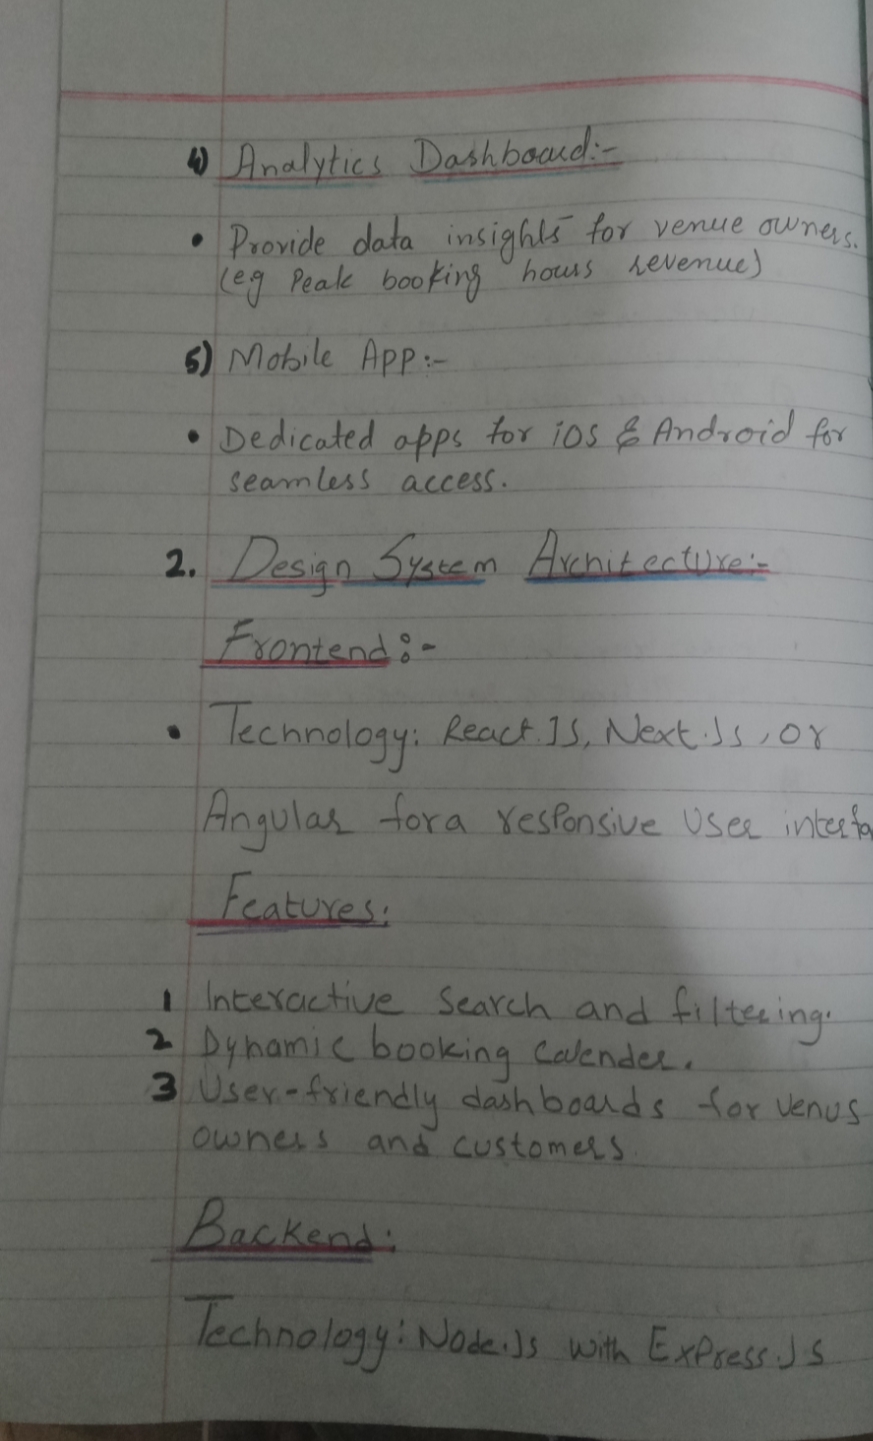 4) Analytics Dashboard:-
• Provide data insights for venue owners.
(eg Peak booking hours revenue)
5) Mobile App:-
• Dedicated apps for iOS & Android for
seamless access.
2. Design System Architecture:-
Frontend:-
• Technology: React.JS, Next.Js, or
Angular for a responsive User interfa
Features:
1 Interactive Search and filtering.
2 Dynamic booking Calender.
3 User-friendly dashboards for venus
owners and customers
Backend:
Technology: Node.Js with Express.JS